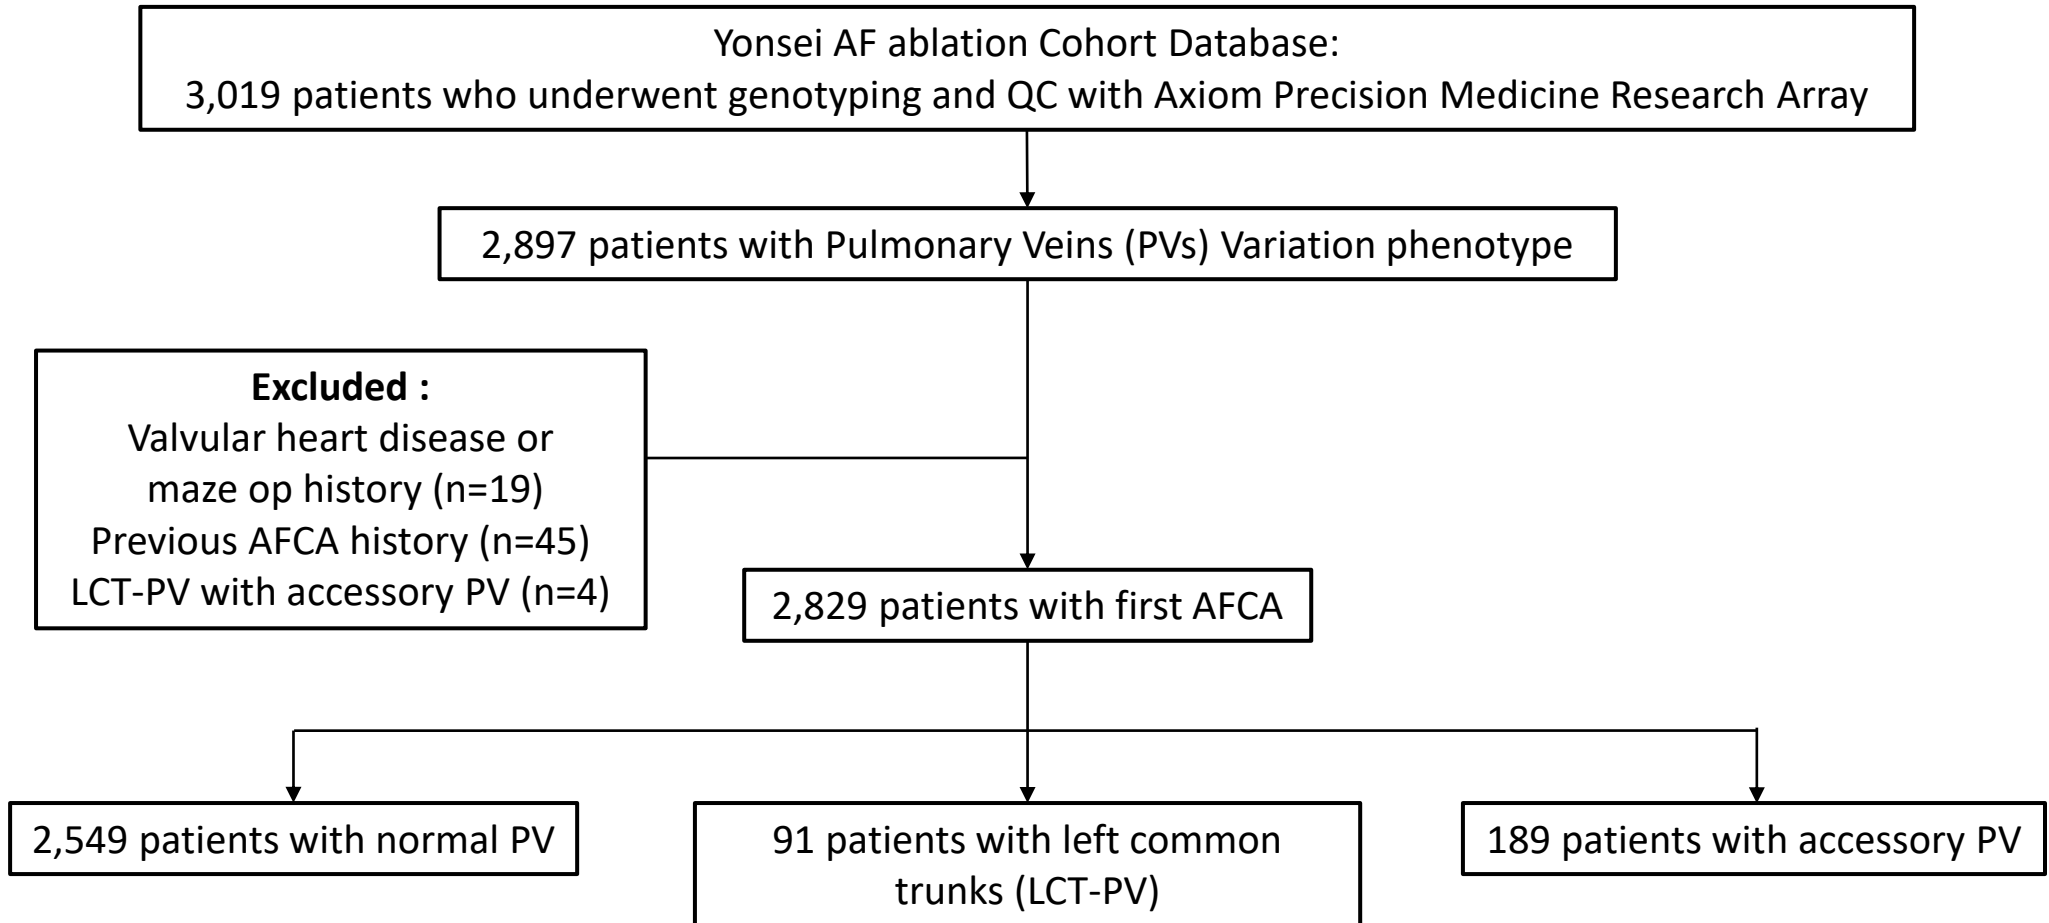 Yonsei AF ablation Cohort Database:
3,019 patients who underwent genotyping and QC with Axiom Precision Medicine Research Array
2,897 patients with Pulmonary Veins (PVs) Variation phenotype
Excluded :
Valvular heart disease or
maze op history (n=19)
Previous AFCA history (n=45)
LCT-PV with accessory PV (n=4)
2,829 patients with first AFCA
2,549 patients with normal PV
91 patients with left common
trunks (LCT-PV)
189 patients with accessory PV